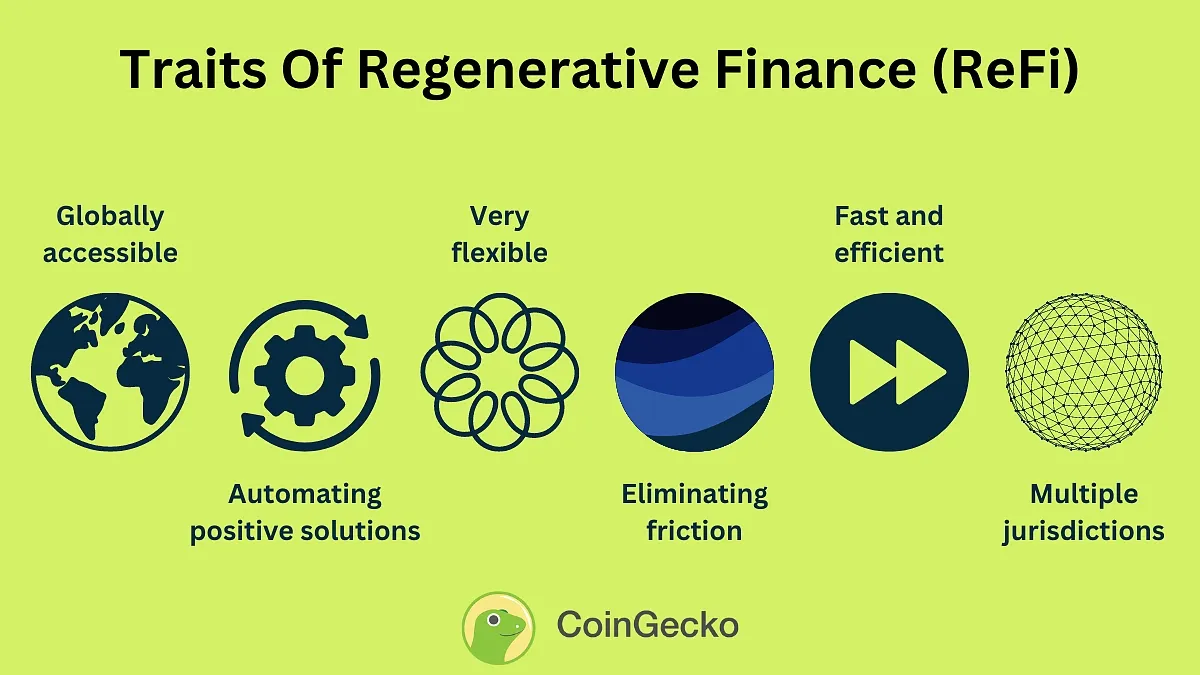 Traits Of Regenerative Finance (ReFi)
Globally
accessible
Automating
positive solutions
Very
flexible
Eliminating
friction
Fast and
efficient
Multiple
jurisdictions
CoinGecko